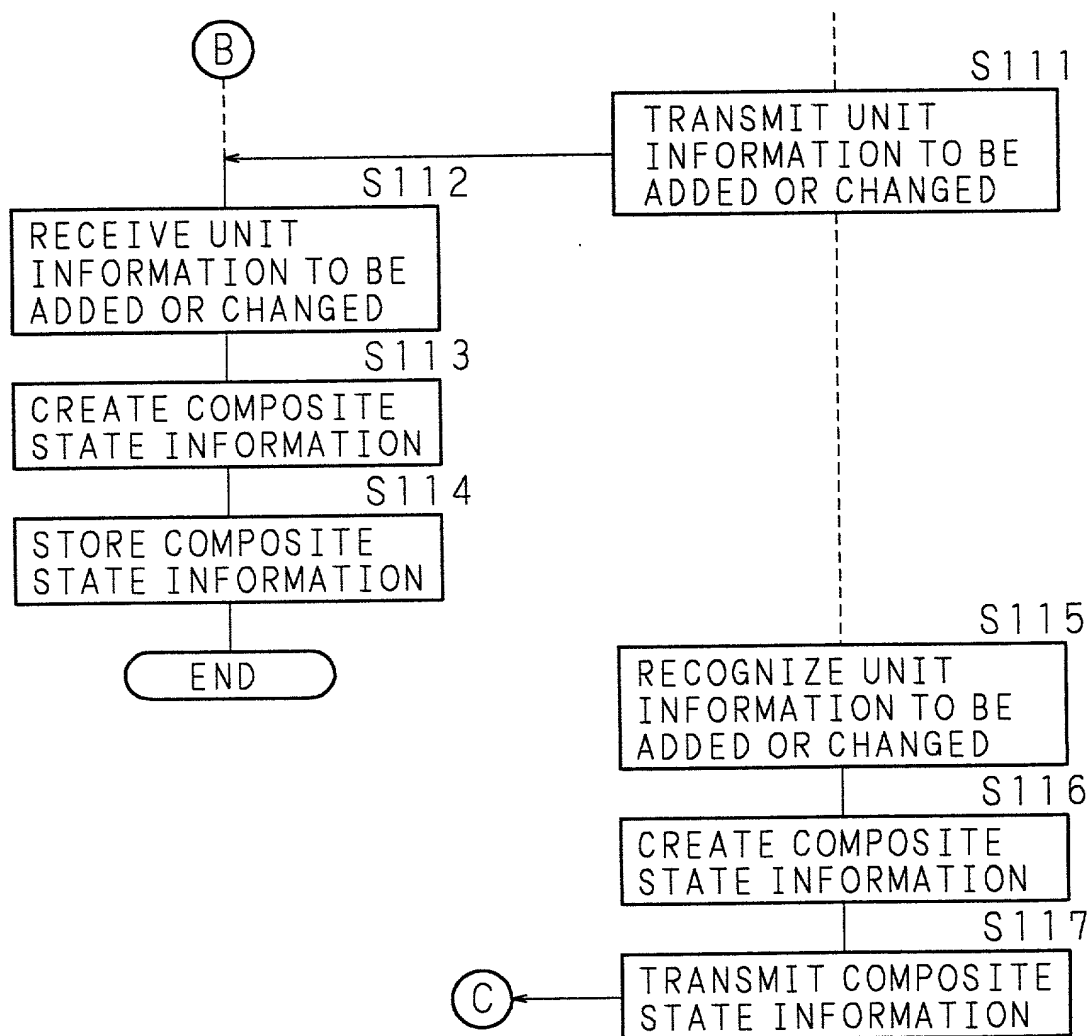 B
S111
TRANSMIT UNIT
INFORMATION TO BE
ADDED OR CHANGED
S112
RECEIVE UNIT
INFORMATION TO BE
ADDED OR CHANGED
S113
CREATE COMPOSITE
STATE INFORMATION
S114
STORE COMPOSITE
STATE INFORMATION
END
S115
RECOGNIZE UNIT
INFORMATION TO BE
ADDED OR CHANGED
S116
CREATE COMPOSITE
STATE INFORMATION
S117
TRANSMIT COMPOSITE
STATE INFORMATION
C